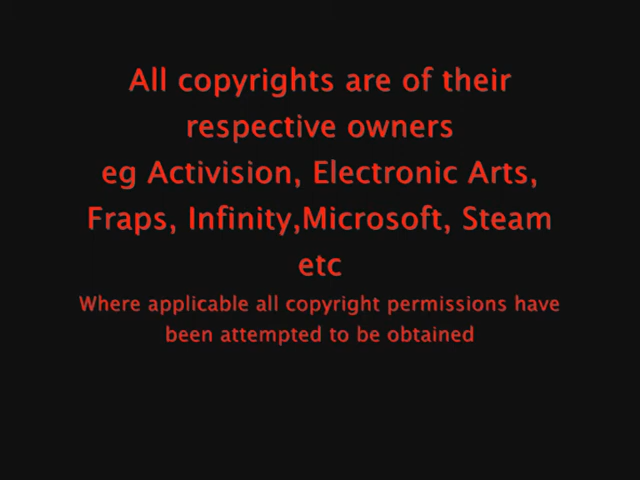 All copyrights are of their
respective owners
eg Activision, Electronic Arts,
Fraps, Infinity,Microsoft, Steam
etc
Where applicable all copyright permissions have
been attempted to be obtained